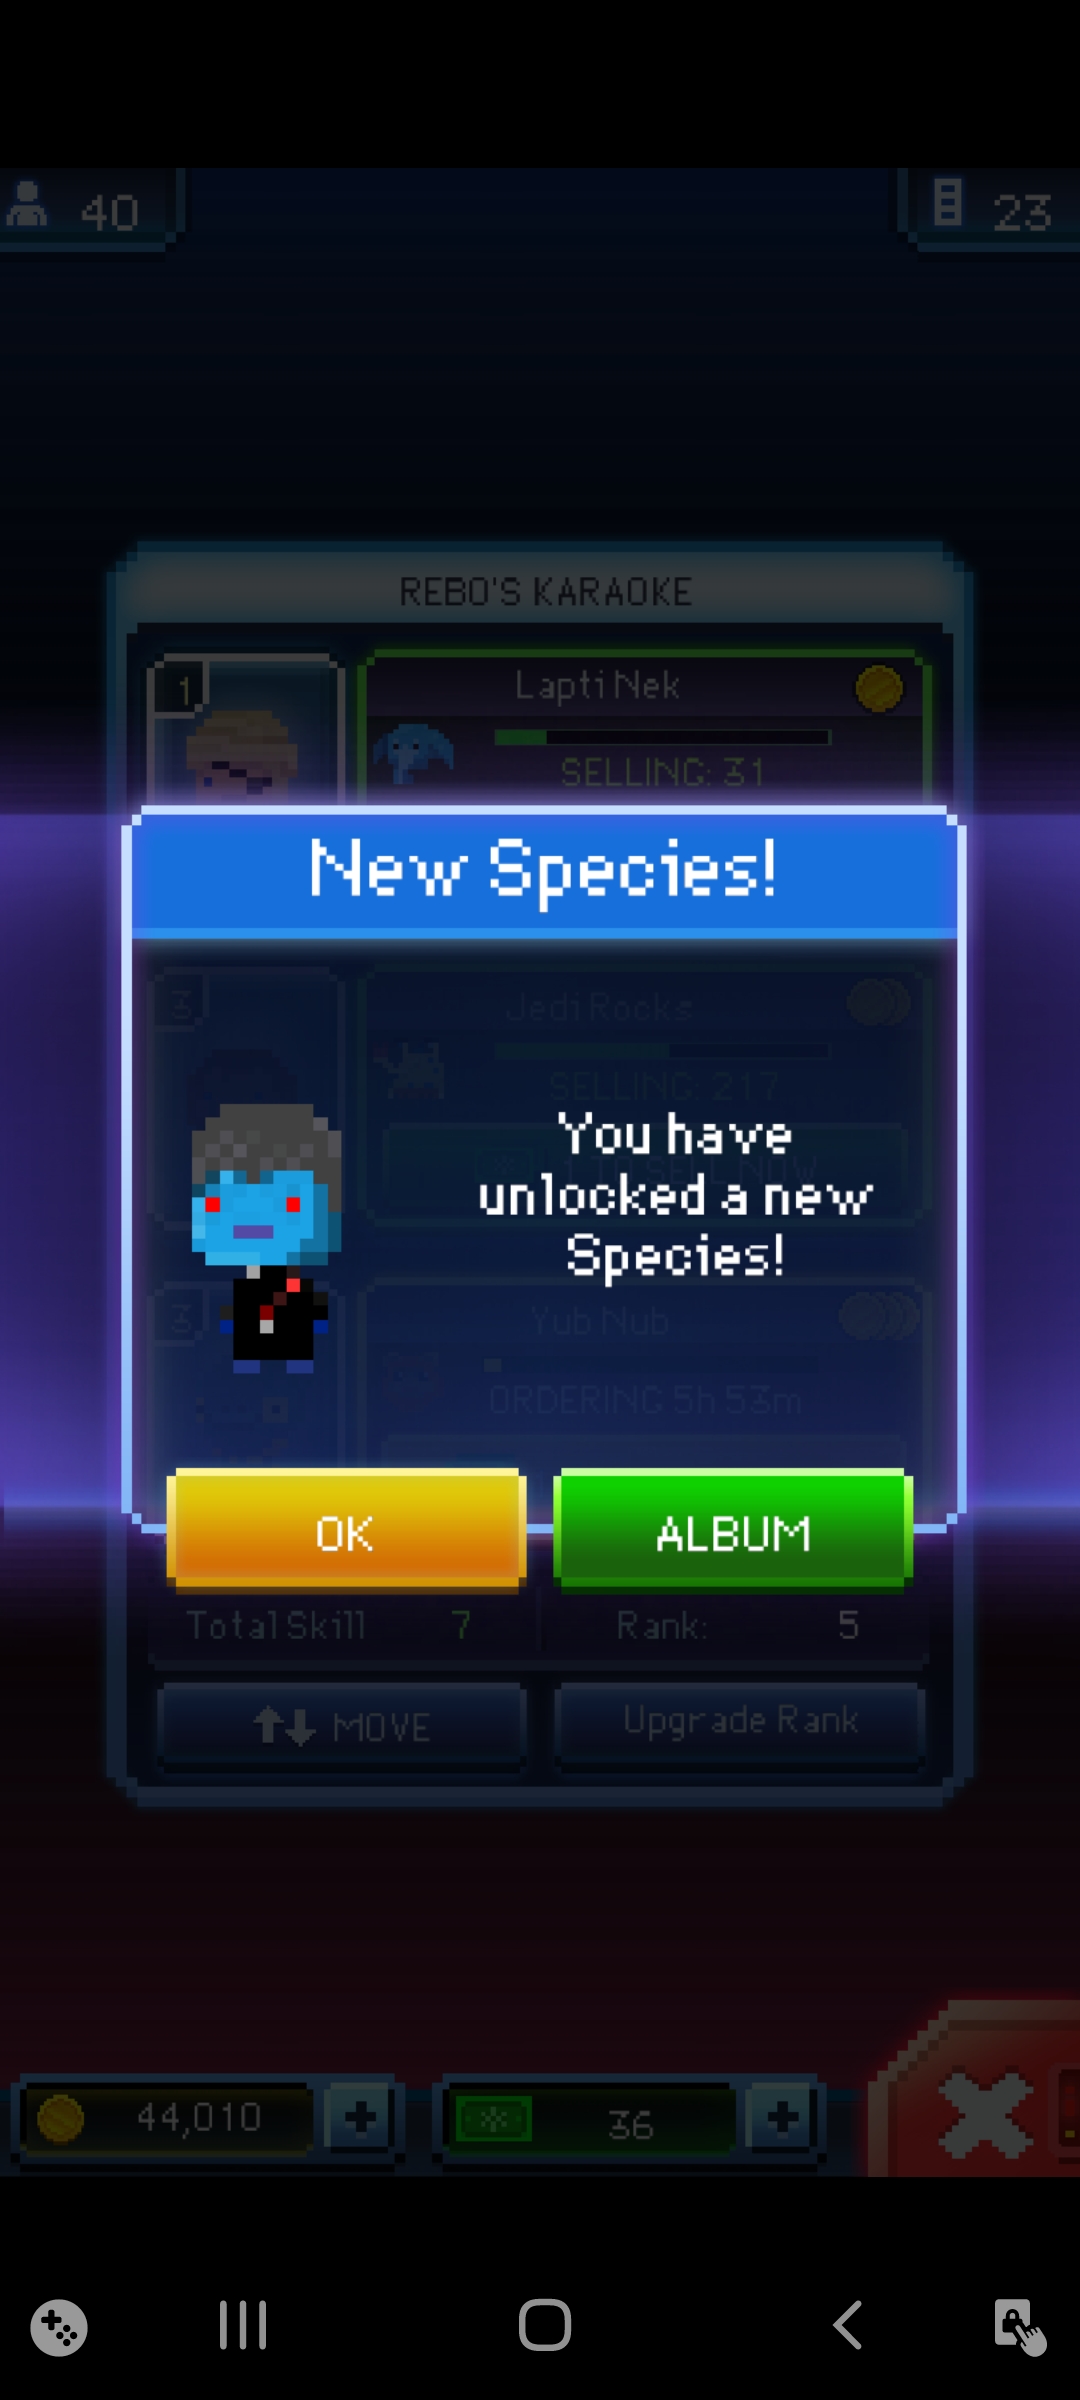 40
23
REBO'S KARAOKE
1
Lapti Nek
SELLING: 31
New Species!
3
Jedi Rocks
SELLING: 217
You have
unlocked a new
Species!
3
Yub Nub
ORDERING 5h 53m
OK
ALBUM
Total Skill 7
Rank: 5
MOVE
Upgrade Rank
44,010
36